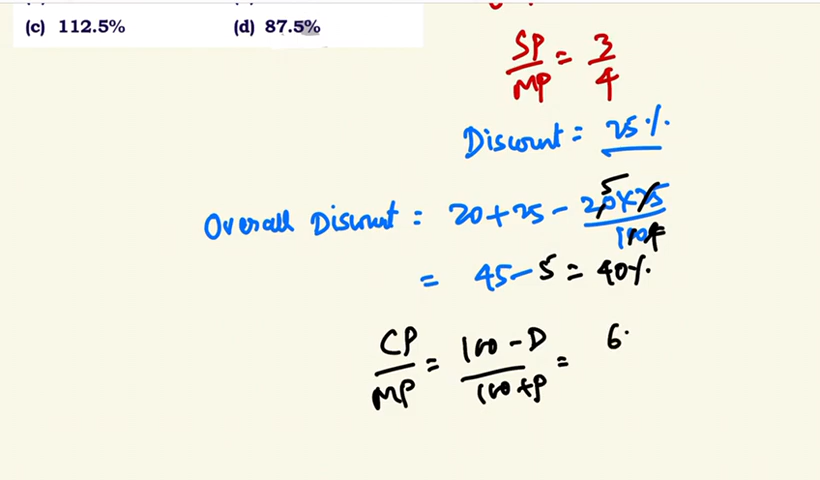 (c) 112.5% (d) 87.5%
SP/MP = 3/4
Discount = 25%
Overall Discount = 20+25 - 20×25/100
= 45-5 = 40%
CP/MP = 100-D/100+P = 6